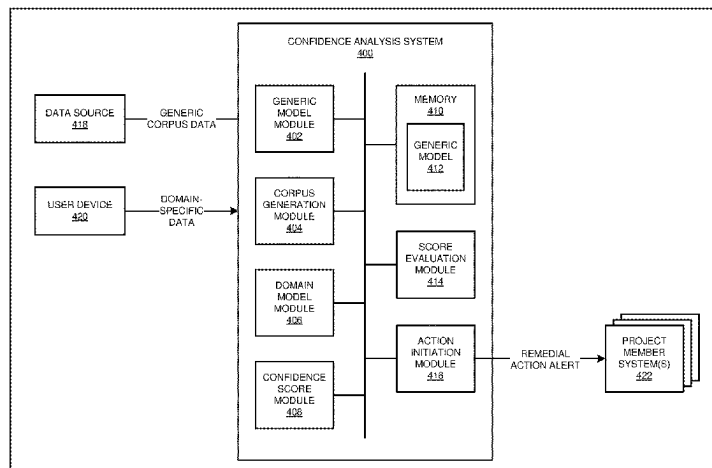 CONFIDENCE ANALYSIS SYSTEM
400
DATA SOURCE
418
GENERIC
CORPUS DATA
GENERIC
MODEL
MODULE
402
MEMORY
410
GENERIC
MODEL
412
USER DEVICE
420
DOMAIN-
SPECIFIC
DATA
CORPUS
GENERATION
MODULE
404
SCORE
EVALUATION
MODULE
414
DOMAIN
MODEL
MODULE
406
ACTION
INITIATION
MODULE
416
REMEDIAL
ACTION ALERT
PROJECT
MEMBER
SYSTEM(S)
422
CONFIDENCE
SCORE
MODULE
408